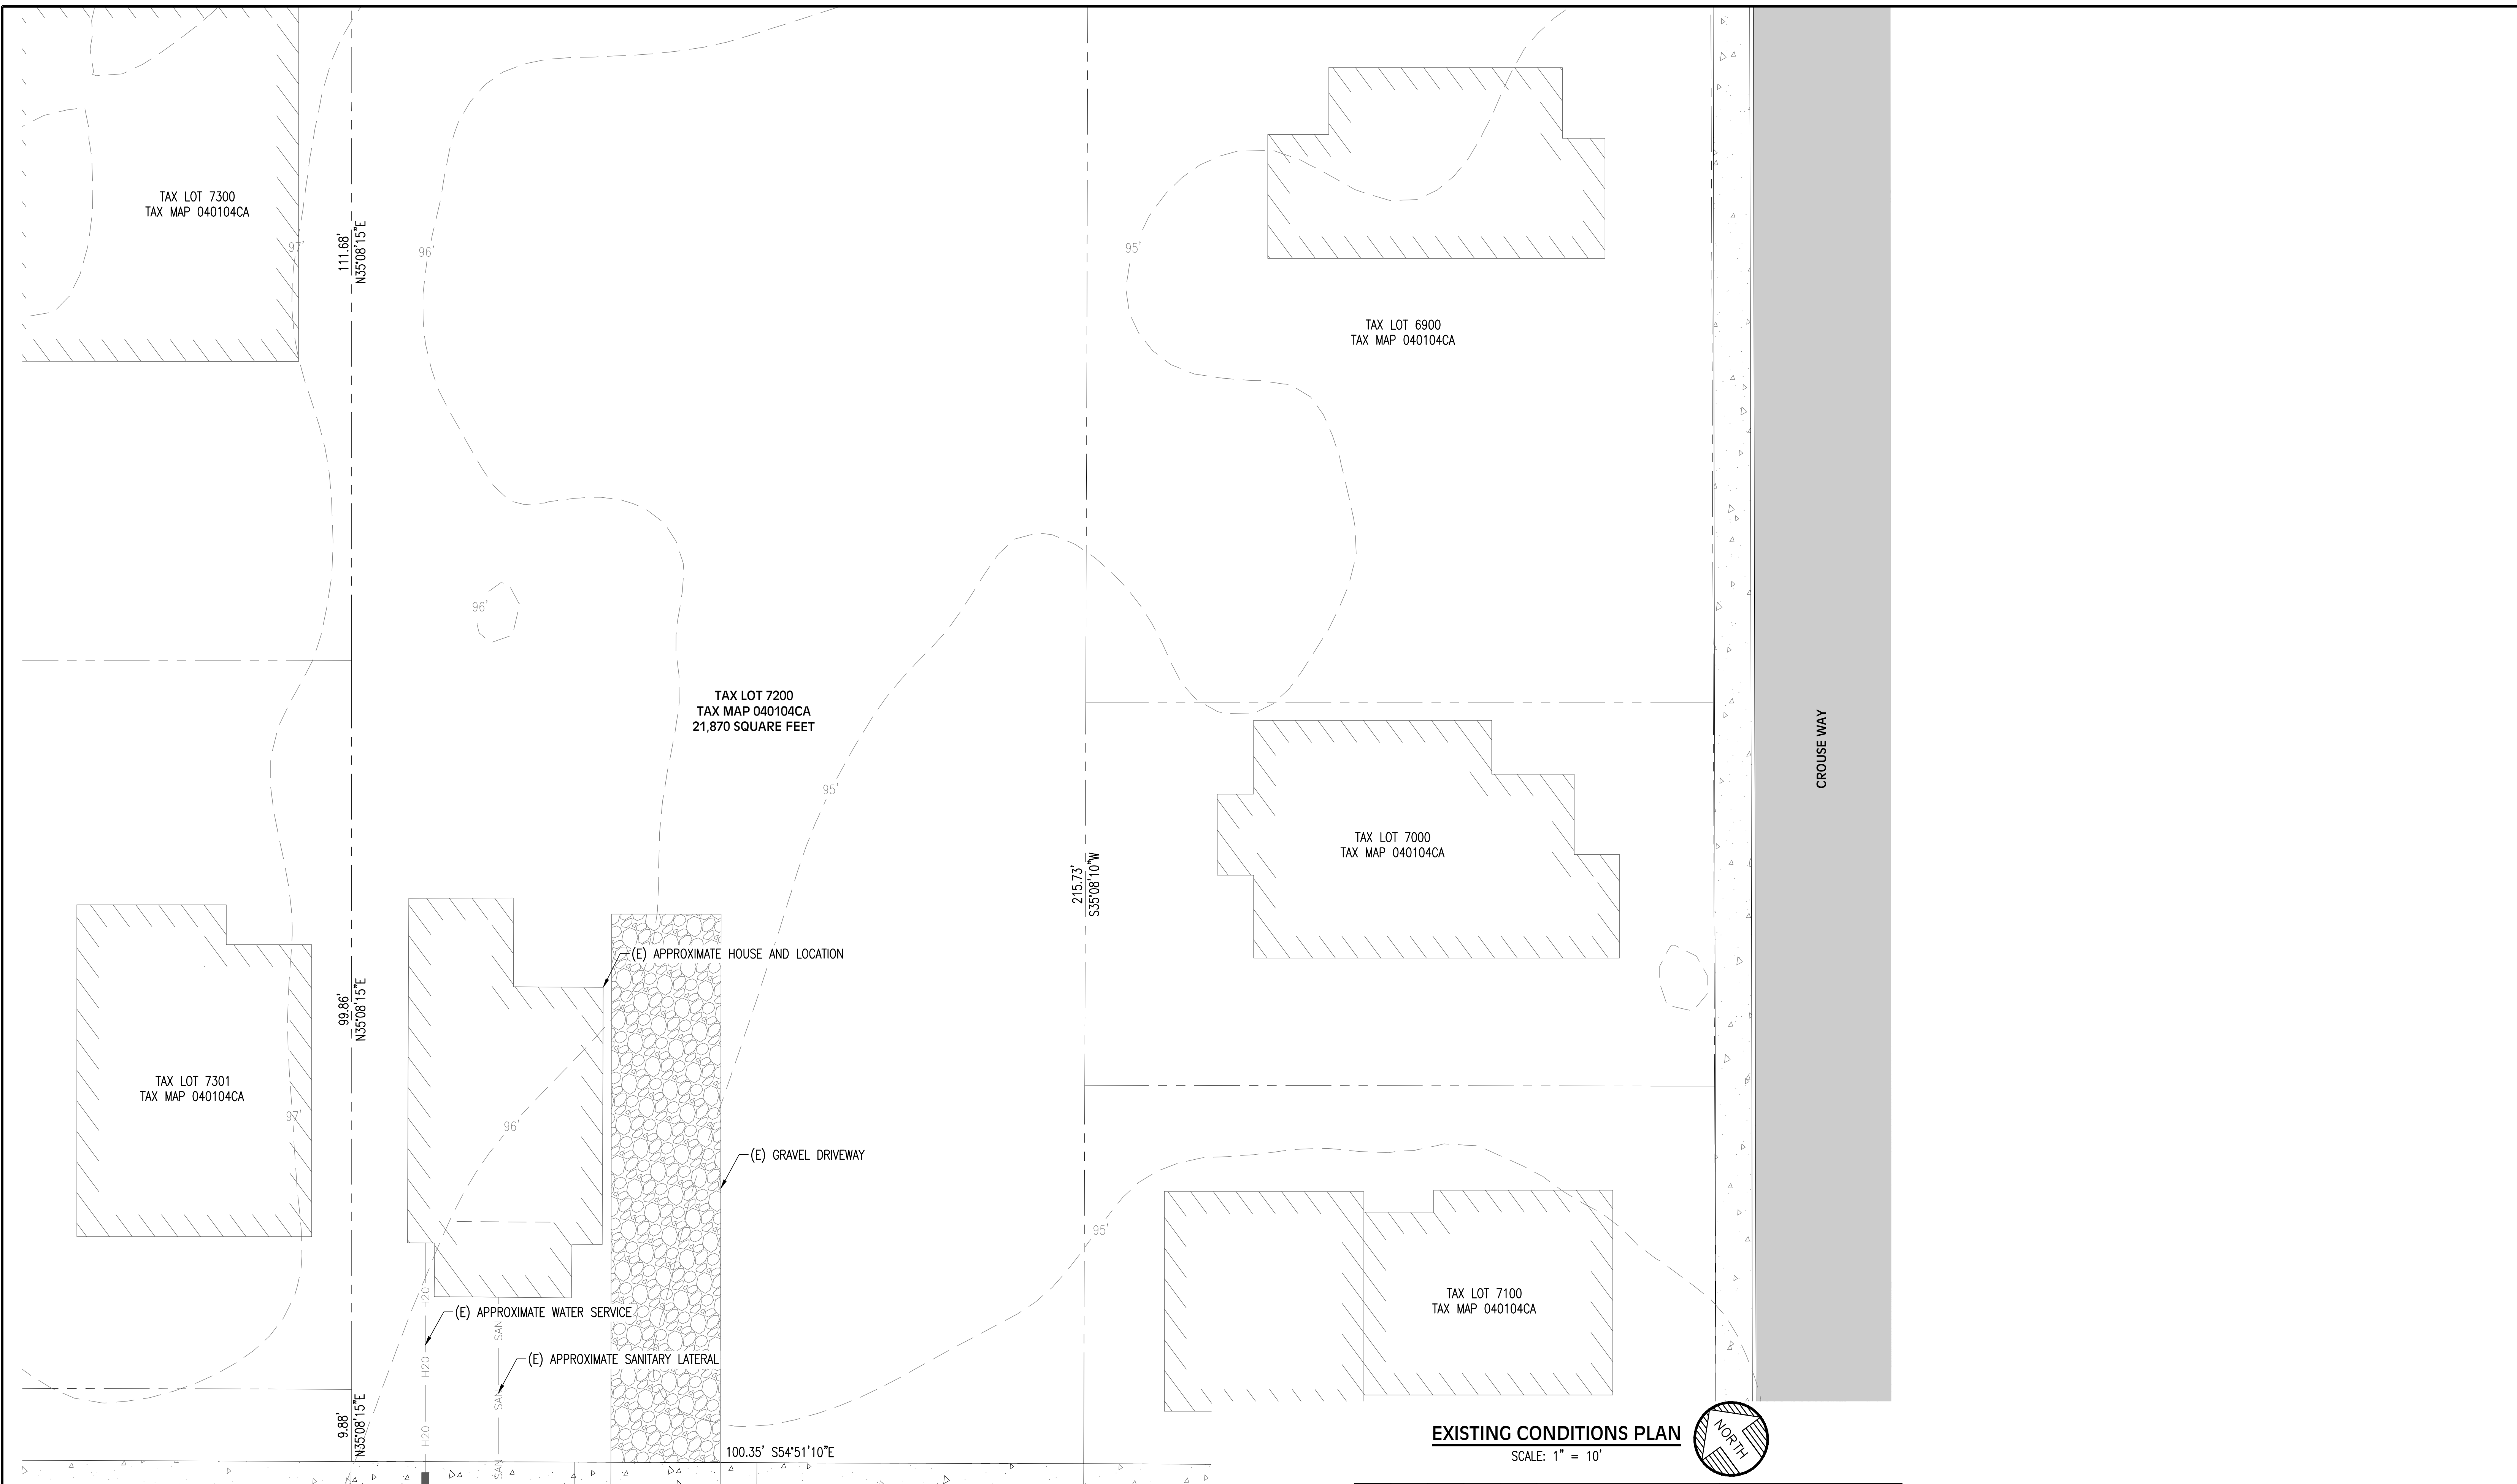 TAX LOT 7300
TAX MAP 040104CA
97'
111.68'
N35°08'15"E
96'
95'
TAX LOT 6900
TAX MAP 040104CA
96'
TAX LOT 7200
TAX MAP 040104CA
21,870 SQUARE FEET
95'
CROUSE WAY
TAX LOT 7000
TAX MAP 040104CA
215.73'
S35°08'10"W
(E) APPROXIMATE HOUSE AND LOCATION
99.86'
N35°08'15"E
TAX LOT 7301
TAX MAP 040104CA
97'
96'
(E) GRAVEL DRIVEWAY
95'
TAX LOT 7100
TAX MAP 040104CA
H20
(E) APPROXIMATE WATER SERVICE
SAN
(E) APPROXIMATE SANITARY LATERAL
H20
SAN
9.88'
N35°08'15"E
H20
SAN
100.35' S54°51'10"E
EXISTING CONDITIONS PLAN
SCALE: 1" = 10'
NORTH